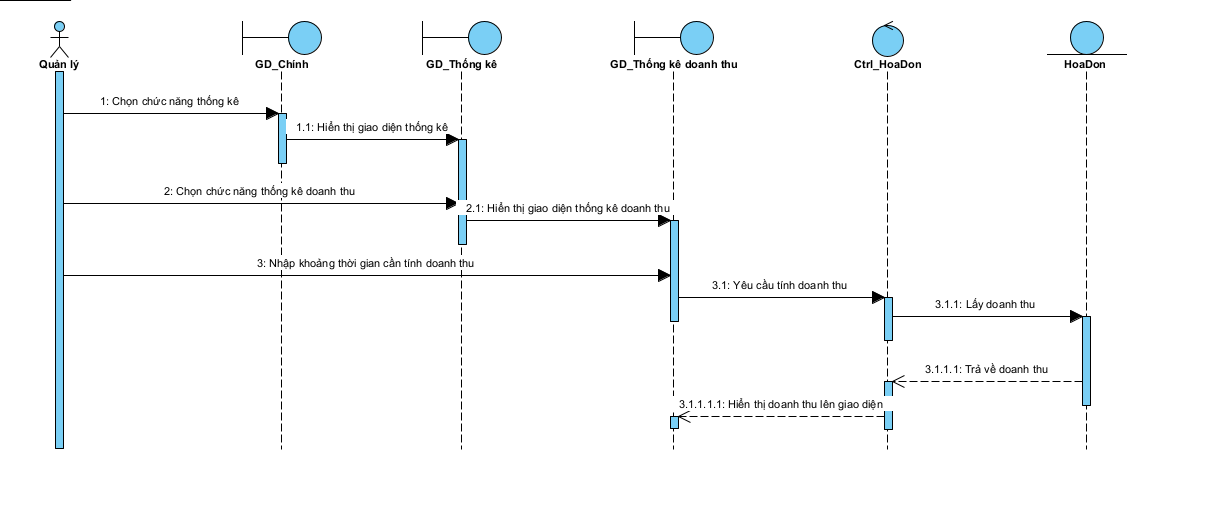 Quản lý
GD_Chính
GD_Thống kê
GD_Thống kê doanh thu
Ctrl_HoaDon
HoaDon
1: Chọn chức năng thống kê
1.1: Hiển thị giao diện thống kê
2: Chọn chức năng thống kê doanh thu
2.1: Hiển thị giao diện thống kê doanh thu
3: Nhập khoảng thời gian cần tính doanh thu
3.1: Yêu cầu tính doanh thu
3.1.1: Lấy doanh thu
3.1.1.1: Trả về doanh thu
3.1.1.1.1: Hiển thị doanh thu lên giao diện